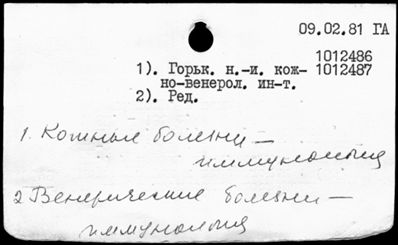 09.02.81 ГА
1012486
1). Горьк. н.-и. кож- 1012487
но-венерол. ин-т.
2). Ред.
1. Кожные болезни —
иммунология
2 Венерические болезни —
иммунология